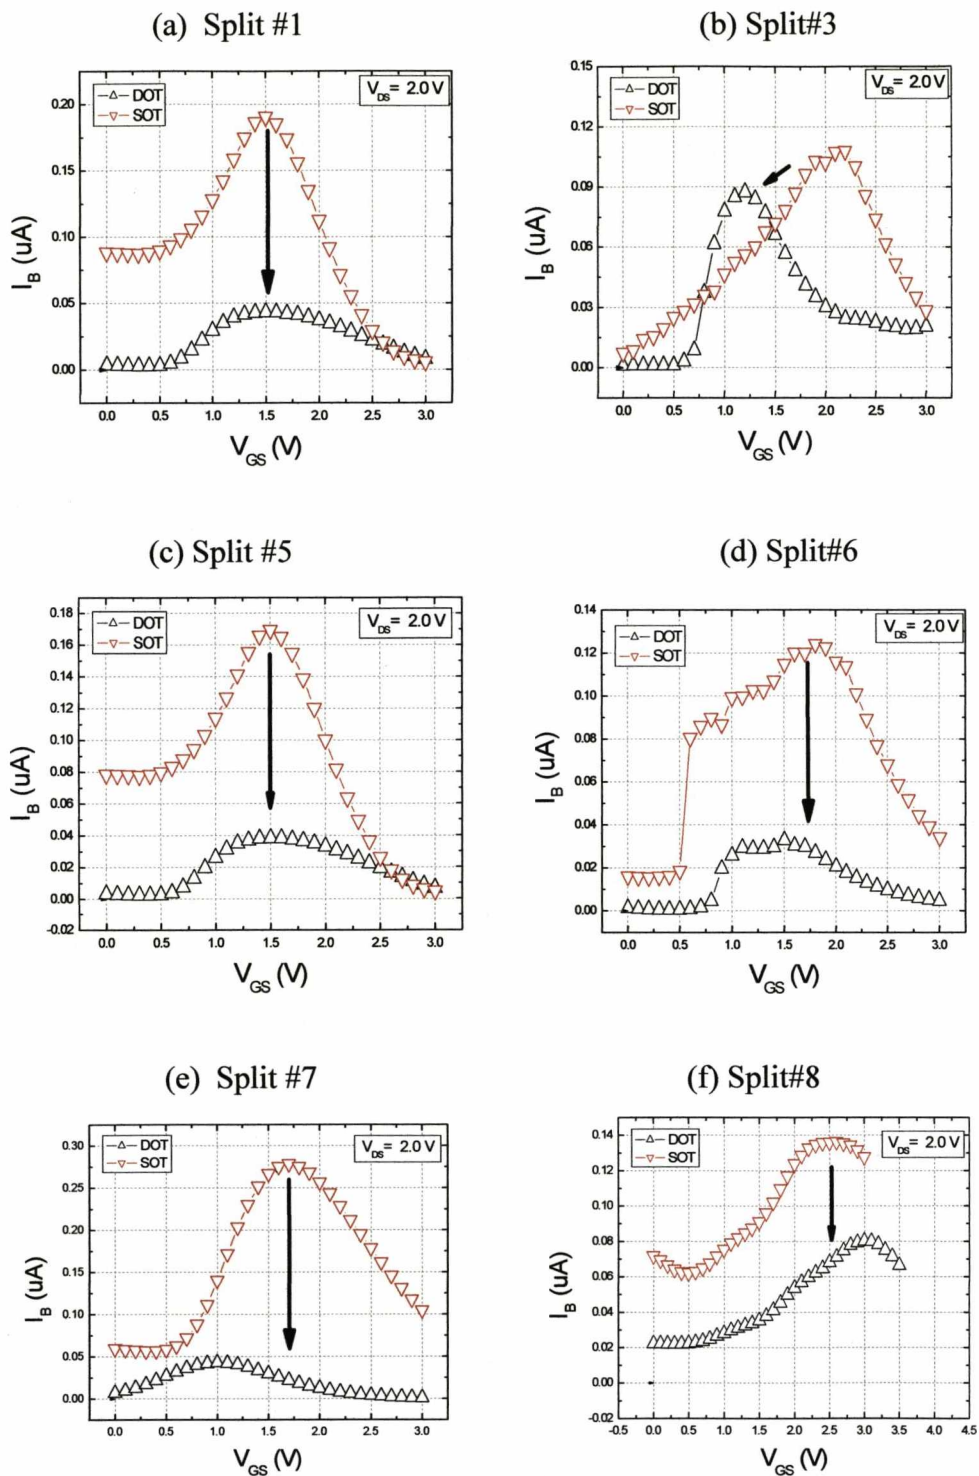 (a) Split #1
DOT
SOT
V_DS = 2.0 V
0.20
0.15
0.10
0.05
0.00
I_B (uA)
0.0 0.5 1.0 1.5 2.0 2.5 3.0
V_GS (V)
(b) Split#3
0.15
DOT
SOT
V_DS = 2.0 V
0.12
0.09
0.06
0.03
0.00
I_B (uA)
0.0 0.5 1.0 1.5 2.0 2.5 3.0
V_GS (V)
(c) Split #5
0.18
DOT
SOT
V_DS = 2.0 V
0.16
0.14
0.12
0.10
0.08
0.06
0.04
0.02
0.00
-0.02
I_B (uA)
0.0 0.5 1.0 1.5 2.0 2.5 3.0
V_GS (V)
(d) Split#6
0.14
DOT
SOT
V_DS = 2.0 V
0.12
0.10
0.08
0.06
0.04
0.02
0.00
I_B (uA)
0.0 0.5 1.0 1.5 2.0 2.5 3.0
V_GS (V)
(e) Split #7
0.30
DOT
SOT
V_DS = 2.0 V
0.25
0.20
0.15
0.10
0.05
0.00
I_B (uA)
0.0 0.5 1.0 1.5 2.0 2.5 3.0
V_GS (V)
(f) Split#8
0.14
DOT
SOT
V_DS = 2.0 V
0.12
0.10
0.08
0.06
0.04
0.02
0.00
-0.02
I_B (uA)
-0.5 0.0 0.5 1.0 1.5 2.0 2.5 3.0 3.5 4.0 4.5
V_GS (V)